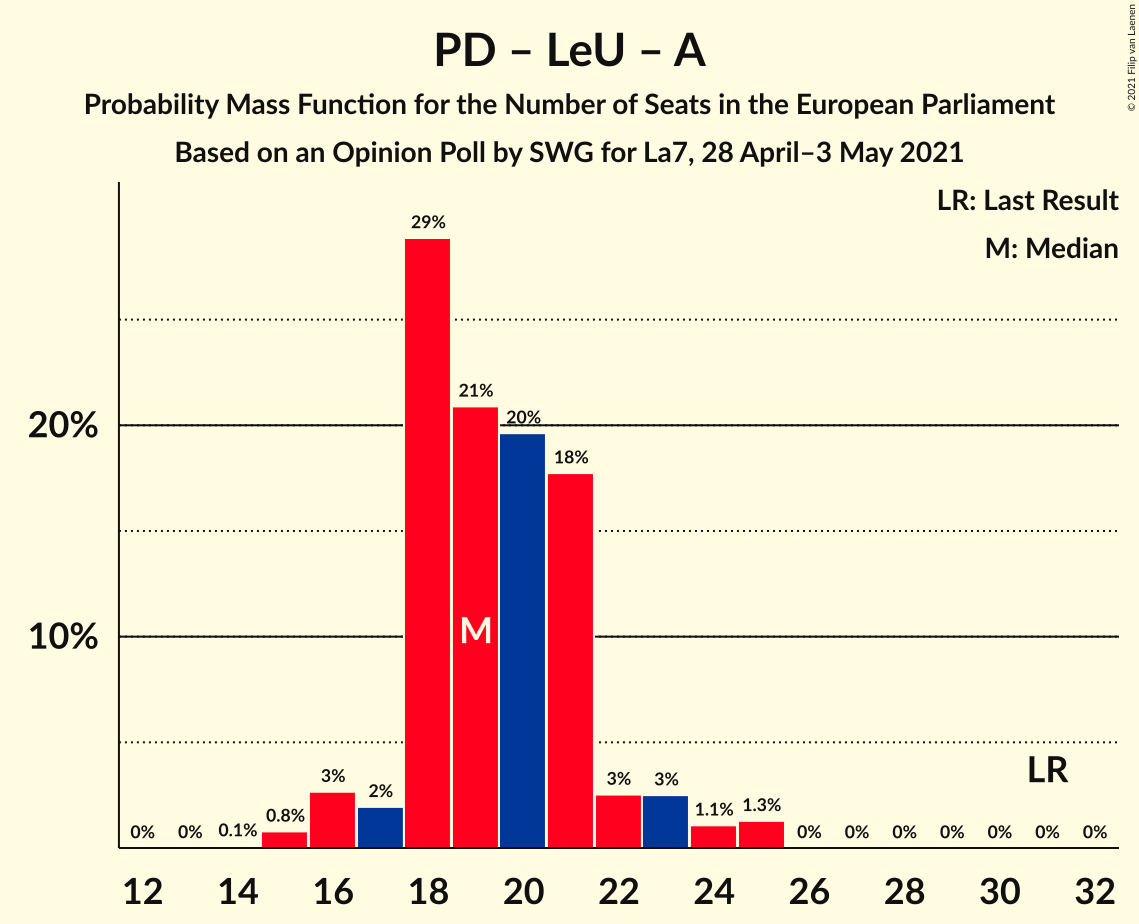 PD – LeU – A
Probability Mass Function for the Number of Seats in the European Parliament
Based on an Opinion Poll by SWG for La7, 28 April–3 May 2021
© 2021 Filip van Laenen
LR: Last Result
M: Median
20%
10%
0%
0%
0.1%
0.8%
3%
2%
29%
21%
20%
18%
3%
3%
1.1%
1.3%
0%
0%
0%
0%
0%
0%
0%
M
LR
12 14 16 18 20 22 24 26 28 30 32